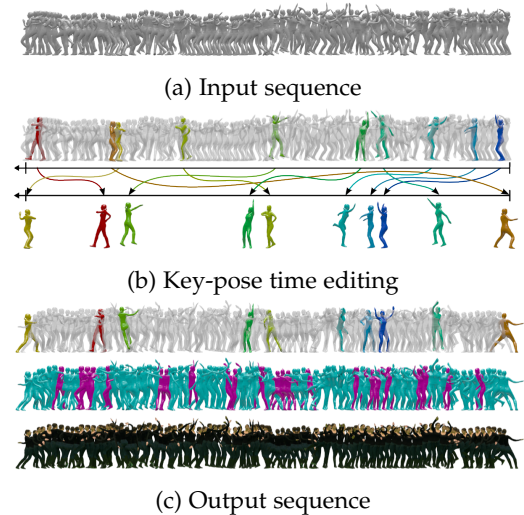 (a) Input sequence
(b) Key-pose time editing
(c) Output sequence